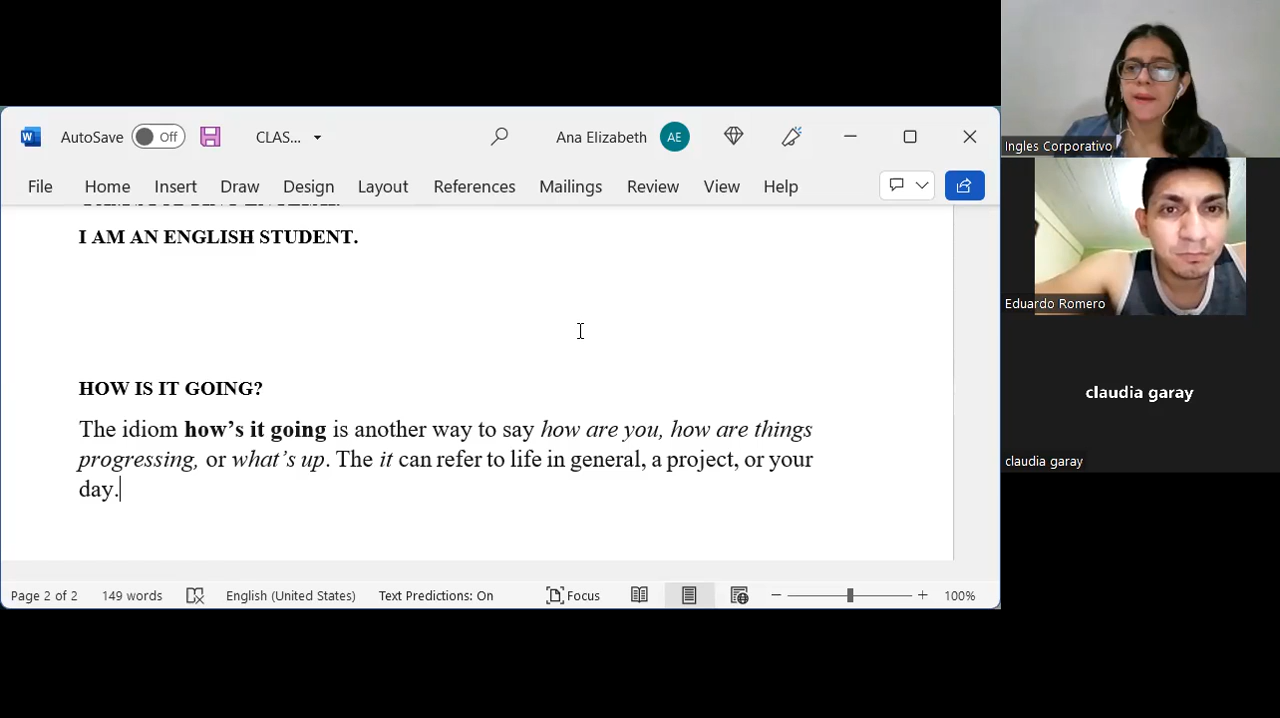 AutoSave Off CLAS... Ana Elizabeth AE
File Home Insert Draw Design Layout References Mailings Review View Help
I AM AN ENGLISH STUDENT.
HOW IS IT GOING?
The idiom how's it going is another way to say how are you, how are things
progressing, or what's up. The it can refer to life in general, a project, or your
day.
Page 2 of 2 149 words English (United States) Text Predictions: On Focus 100%
Ingles Corporativo
Eduardo Romero
claudia garay
claudia garay